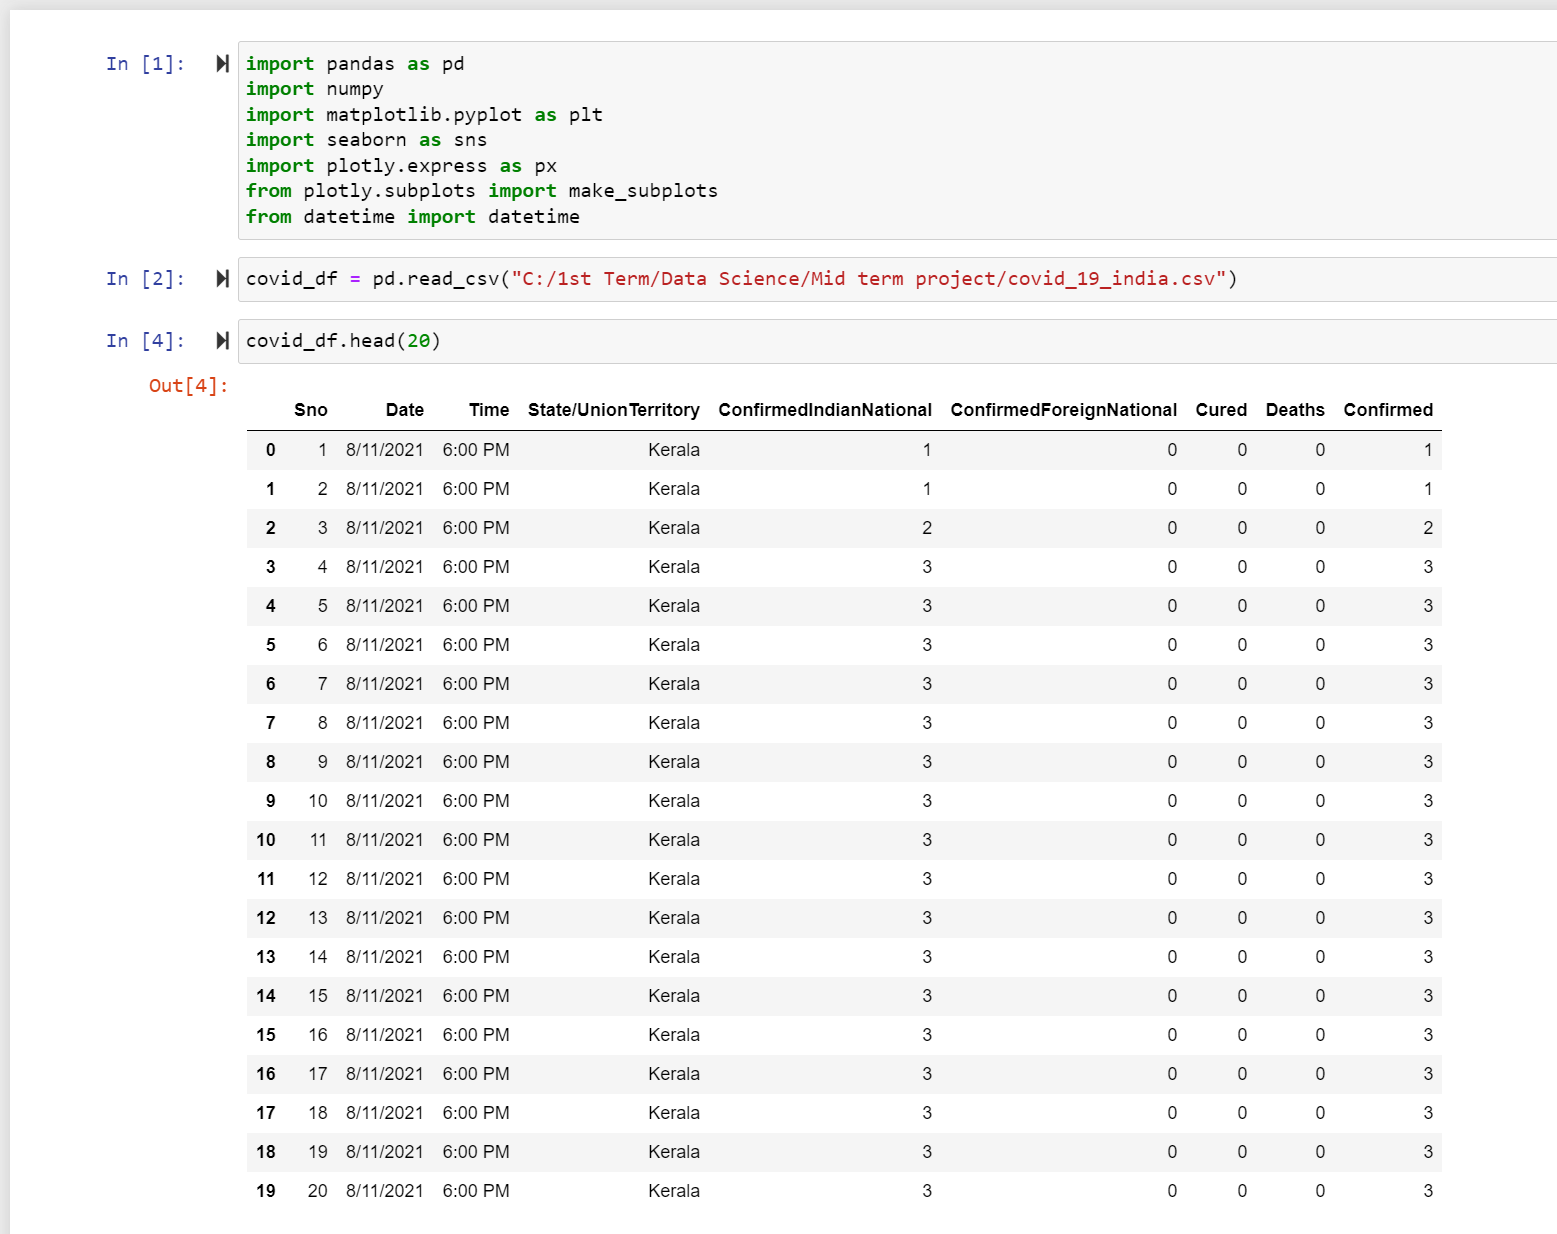 In [1]: import pandas as pd
import numpy
import matplotlib.pyplot as plt
import seaborn as sns
import plotly.express as px
from plotly.subplots import make_subplots
from datetime import datetime
In [2]: covid_df = pd.read_csv("C:/1st Term/Data Science/Mid term project/covid_19_india.csv")
In [4]: covid_df.head(20)
Out[4]:
Sno Date Time State/UnionTerritory ConfirmedIndianNational ConfirmedForeignNational Cured Deaths Confirmed
0 1 8/11/2021 6:00 PM Kerala 1 0 0 0 1
1 2 8/11/2021 6:00 PM Kerala 1 0 0 0 1
2 3 8/11/2021 6:00 PM Kerala 2 0 0 0 2
3 4 8/11/2021 6:00 PM Kerala 3 0 0 0 3
4 5 8/11/2021 6:00 PM Kerala 3 0 0 0 3
5 6 8/11/2021 6:00 PM Kerala 3 0 0 0 3
6 7 8/11/2021 6:00 PM Kerala 3 0 0 0 3
7 8 8/11/2021 6:00 PM Kerala 3 0 0 0 3
8 9 8/11/2021 6:00 PM Kerala 3 0 0 0 3
9 10 8/11/2021 6:00 PM Kerala 3 0 0 0 3
10 11 8/11/2021 6:00 PM Kerala 3 0 0 0 3
11 12 8/11/2021 6:00 PM Kerala 3 0 0 0 3
12 13 8/11/2021 6:00 PM Kerala 3 0 0 0 3
13 14 8/11/2021 6:00 PM Kerala 3 0 0 0 3
14 15 8/11/2021 6:00 PM Kerala 3 0 0 0 3
15 16 8/11/2021 6:00 PM Kerala 3 0 0 0 3
16 17 8/11/2021 6:00 PM Kerala 3 0 0 0 3
17 18 8/11/2021 6:00 PM Kerala 3 0 0 0 3
18 19 8/11/2021 6:00 PM Kerala 3 0 0 0 3
19 20 8/11/2021 6:00 PM Kerala 3 0 0 0 3